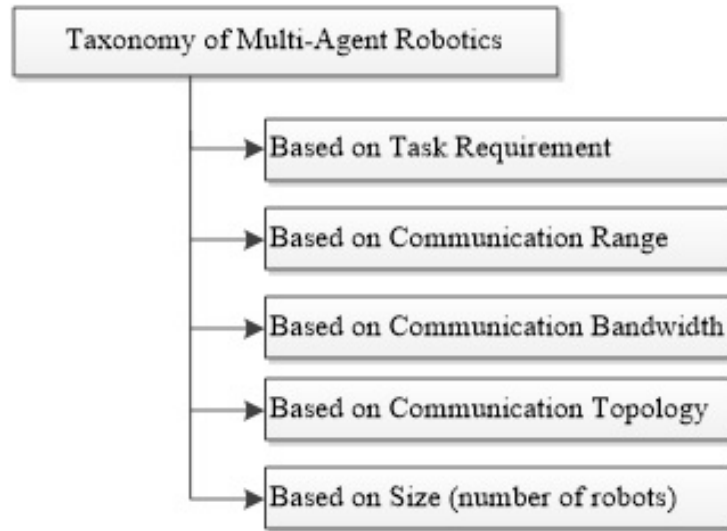 Taxonomy of Multi-Agent Robotics
Based on Task Requirement
Based on Communication Range
Based on Communication Bandwidth
Based on Communication Topology
Based on Size (number of robots)